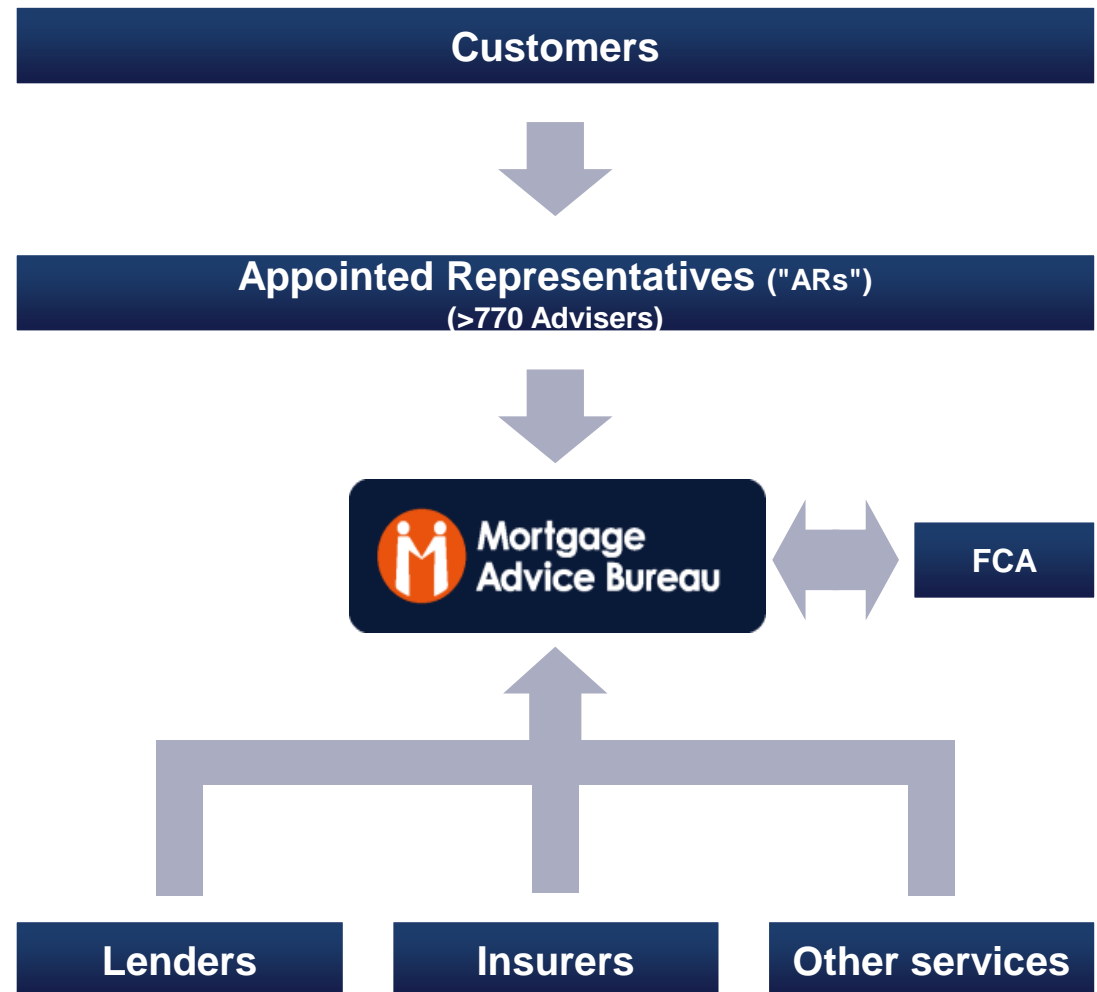 Customers
Appointed Representatives ("ARs")
(>770 Advisers)
Mortgage
Advice Bureau
FCA
Lenders
Insurers
Other services